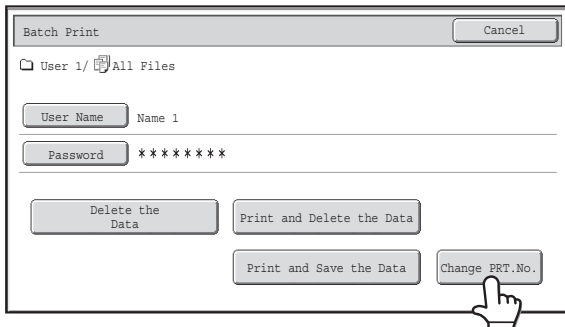 Batch Print Cancel
User 1/ All Files
User Name Name 1
Password ********
Delete the
Data
Print and Delete the Data
Print and Save the Data Change PRT.No.